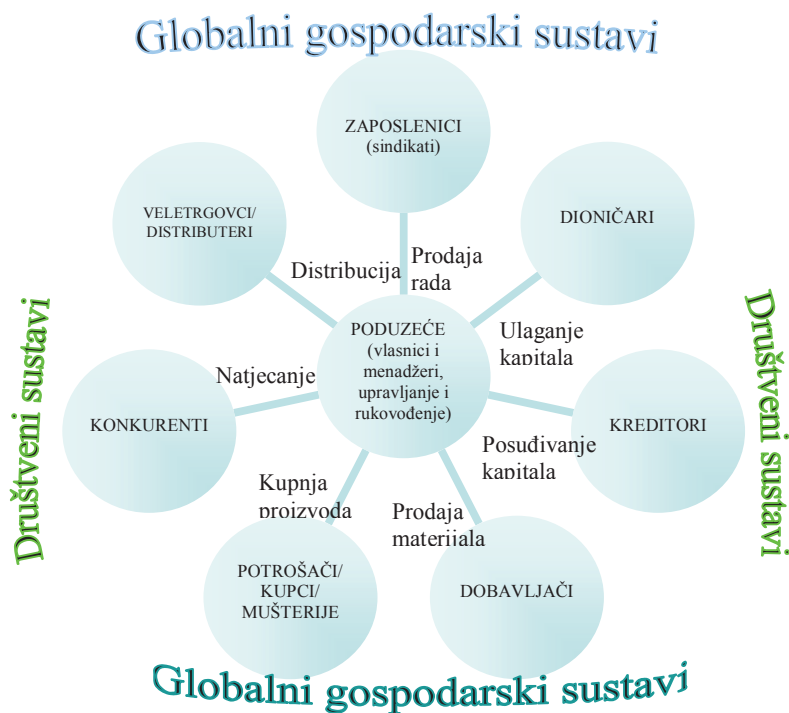 Globalni gospodarski sustavi
ZAPOSLENICI
(sindikati)
VELETRGOVCI/
DISTRIBUTERI
DIONIČARI
Distribucija
Prodaja
rada
Društveni sustavi
Društveni sustavi
PODUZEĆE
(vlasnici i
menadžeri,
upravljanje i
rukovođenje)
Ulaganje
kapitala
Natjecanje
KONKURENTI
KREDITORI
Posuđivanje
kapitala
Kupnja
proizvoda
Prodaja
materijala
POTROŠAČI/
KUPCI/
MUŠTERIJE
DOBAVLJAČI
Globalni gospodarski sustavi